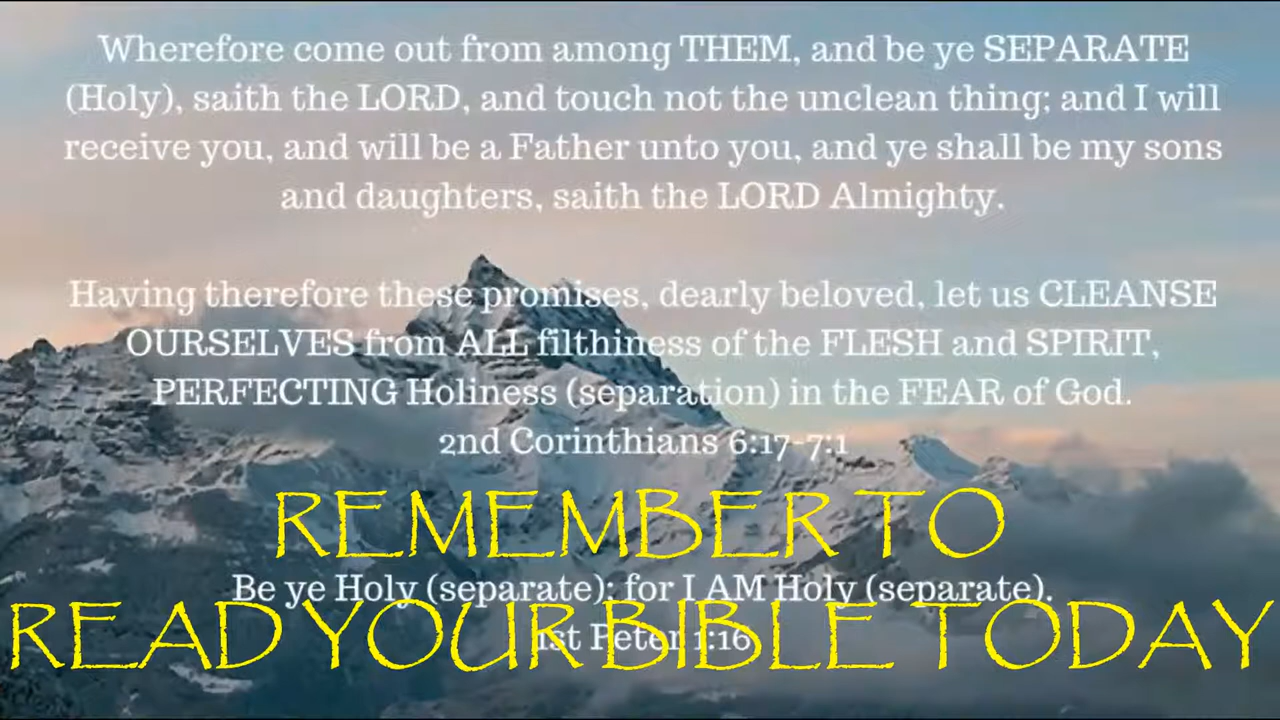 Wherefore come out from among THEM, and be ye SEPARATE
(Holy), saith the LORD, and touch not the unclean thing; and I will
receive you, and will be a Father unto you, and ye shall be my sons
and daughters, saith the LORD Almighty.
Having therefore these promises, dearly beloved, let us CLEANSE
OURSELVES from ALL filthiness of the FLESH and SPIRIT,
PERFECTING Holiness (separation) in the FEAR of God.
2nd Corinthians 6:17-7:1
REMEMBER TO
Be ye Holy (separate); for I AM Holy (separate).
READ YOUR BIBLE TODAY
1st Peter 1:16